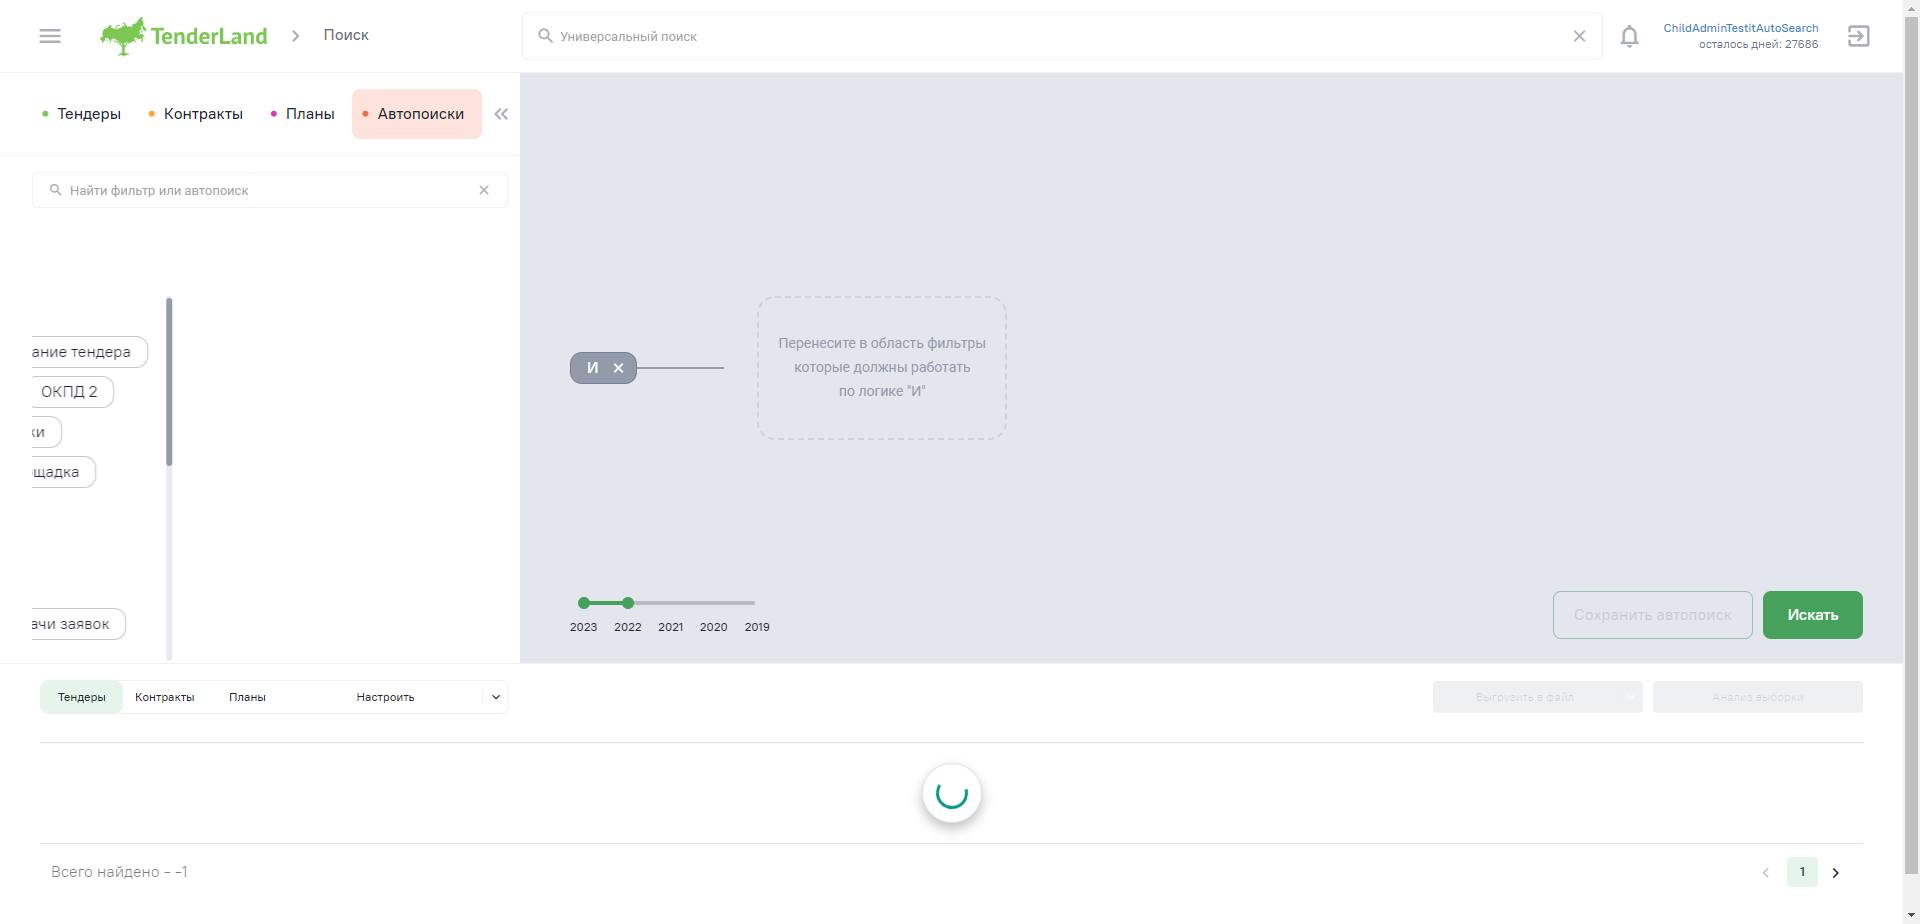 TenderLand
Поиск
Универсальный поиск
ChildAdminTestitAutoSearch
осталось дней: 27686
Тендеры
Контракты
Планы
Автопоиски
Найти фильтр или автопоиск
ание тендера
ОКПД 2
ки
щадка
ачи заявок
И
Перенесите в область фильтры
которые должны работать
по логике "И"
2023 2022 2021 2020 2019
Сохранить автопоиск
Искать
Тендеры
Контракты
Планы
Настроить
Выгрузить в файл
Анализ выборки
Всего найдено - -1
1